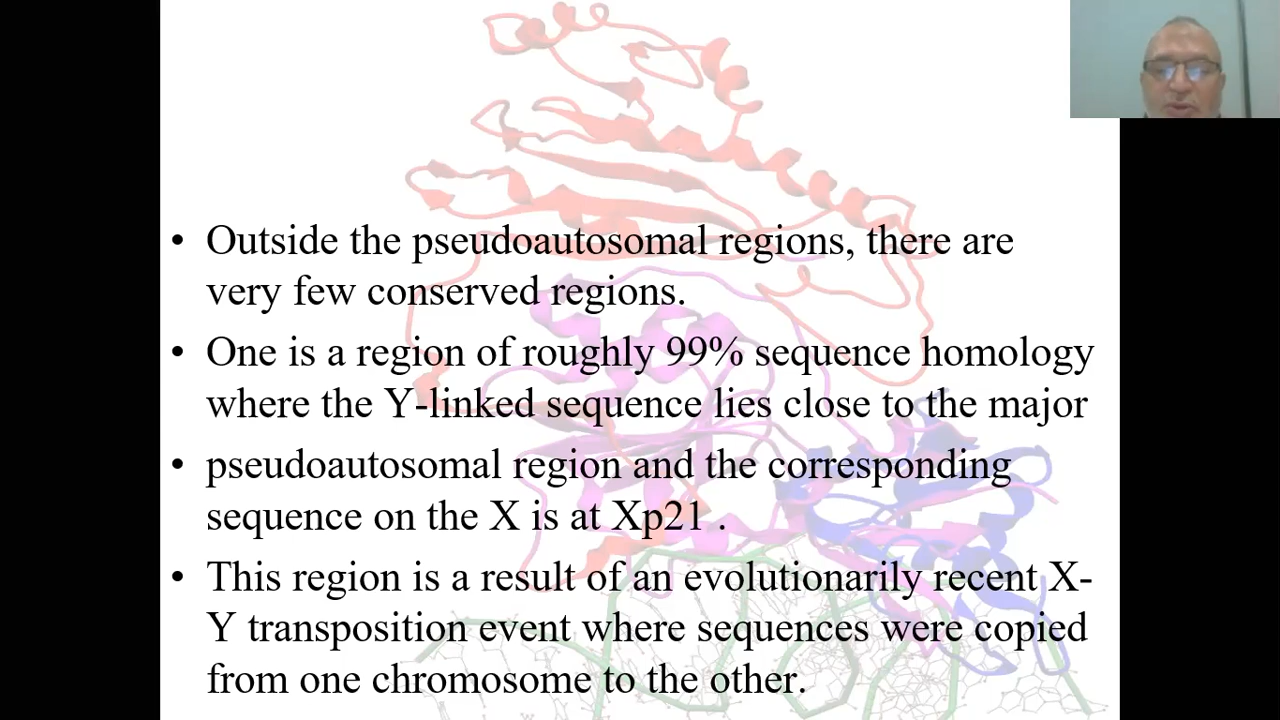 • Outside the pseudoautosomal regions, there are
very few conserved regions.
• One is a region of roughly 99% sequence homology
where the Y-linked sequence lies close to the major
• pseudoautosomal region and the corresponding
sequence on the X is at Xp21 .
• This region is a result of an evolutionarily recent X-
Y transposition event where sequences were copied
from one chromosome to the other.